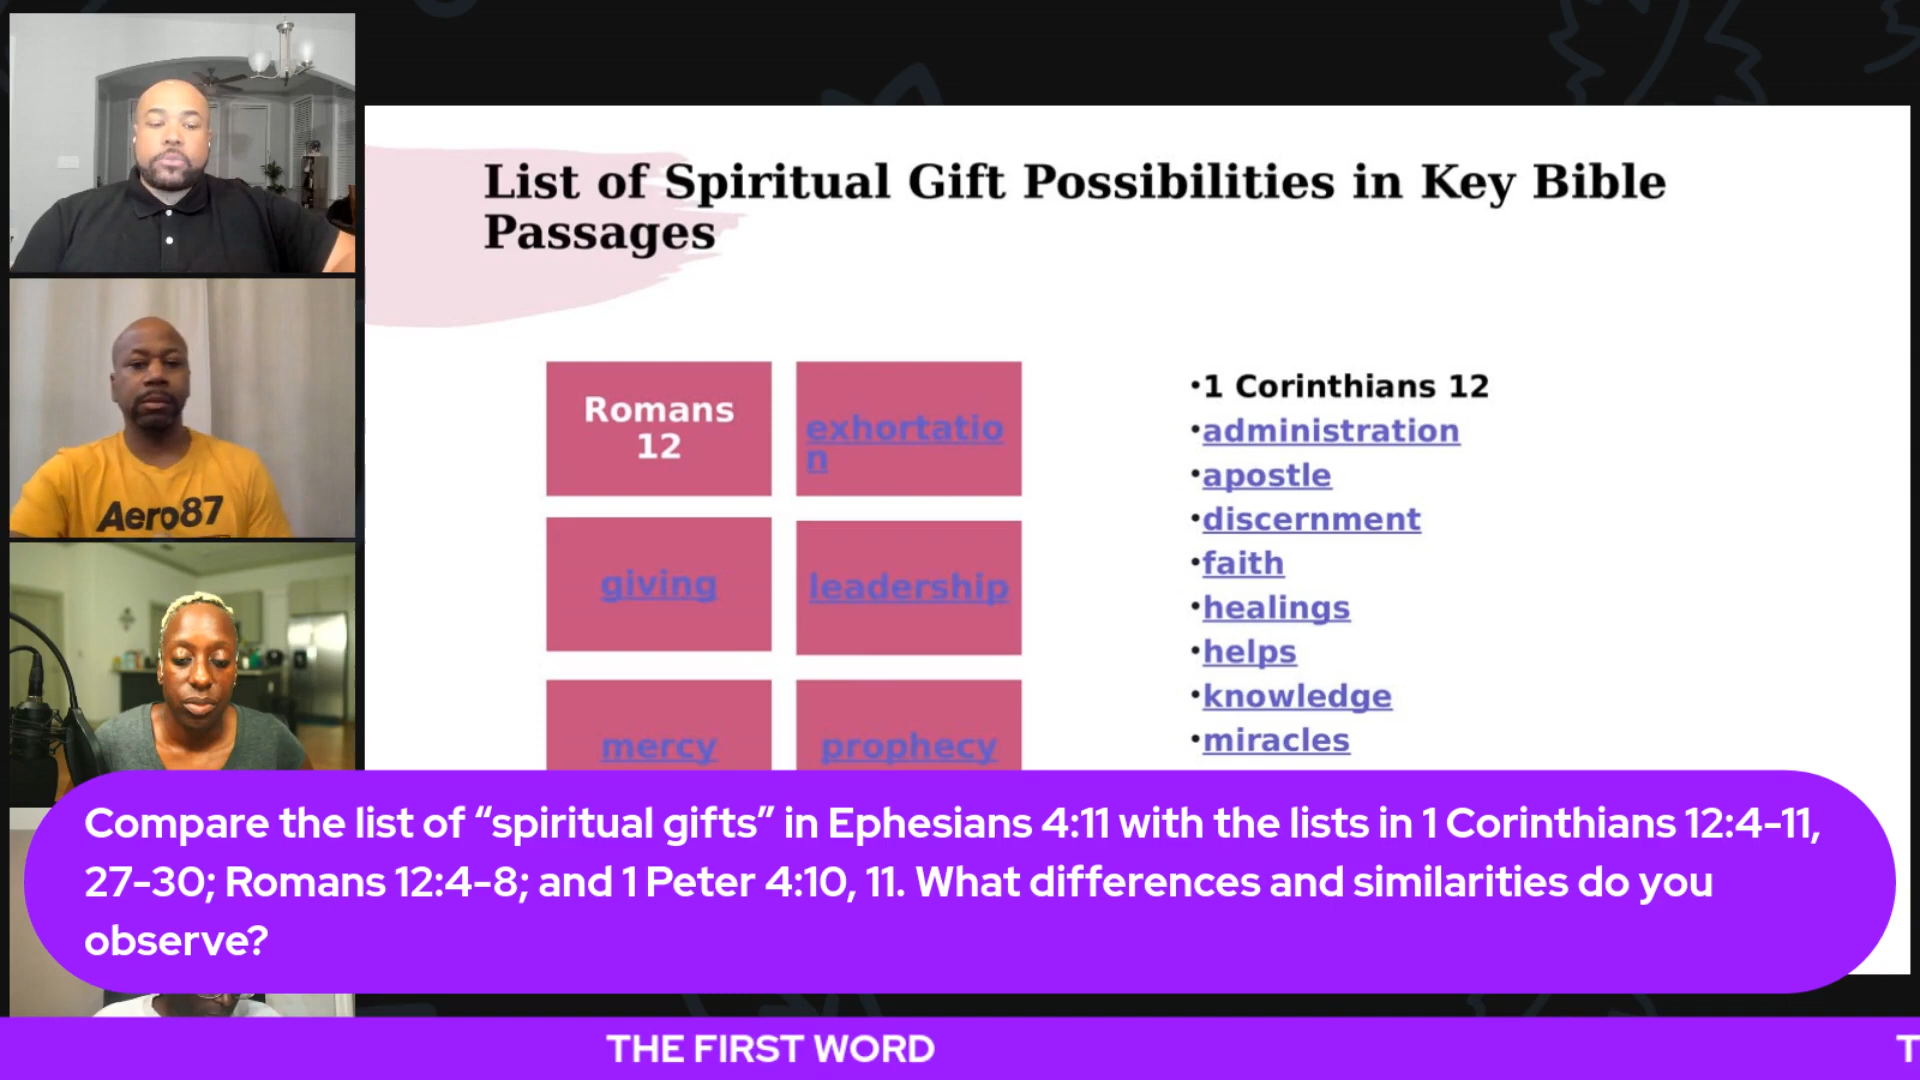 List of Spiritual Gift Possibilities in Key Bible
Passages
Romans
12
exhortatio
n
giving
leadership
mercy
prophecy
•1 Corinthians 12
•administration
•apostle
•discernment
•faith
•healings
•helps
•knowledge
•miracles
Aero87
Compare the list of “spiritual gifts” in Ephesians 4:11 with the lists in 1 Corinthians 12:4-11,
27-30; Romans 12:4-8; and 1 Peter 4:10, 11. What differences and similarities do you
observe?
THE FIRST WORD
T